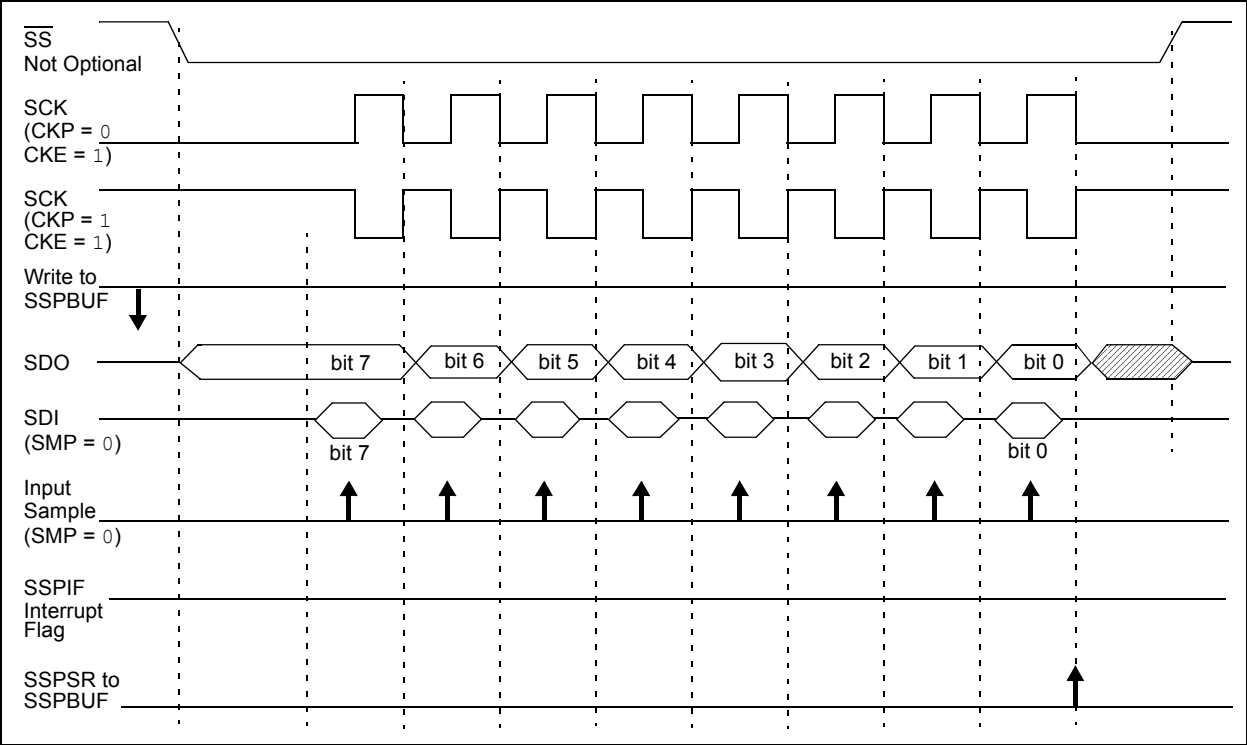 SS
Not Optional
SCK
(CKP = 0
CKE = 1)
SCK
(CKP = 1
CKE = 1)
Write to
SSPBUF
SDO
bit 7 bit 6 bit 5 bit 4 bit 3 bit 2 bit 1 bit 0
SDI
(SMP = 0)
bit 7 bit 0
Input
Sample
(SMP = 0)
SSPIF
Interrupt
Flag
SSPSR to
SSPBUF